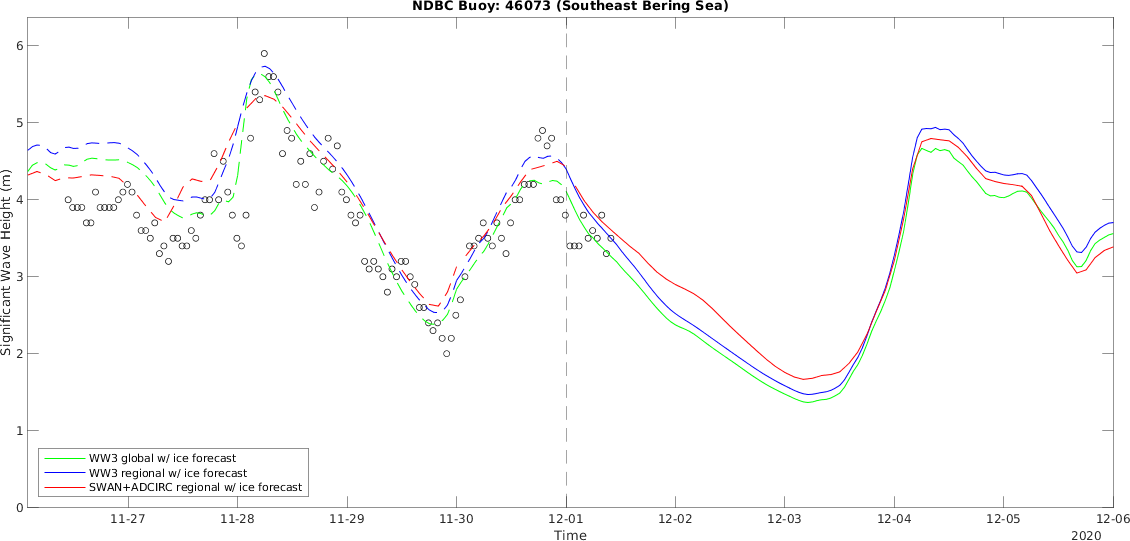 NDBC Buoy: 46073 (Southeast Bering Sea)
6
5
4
3
2
1
0
Significant Wave Height (m)
WW3 global w/ ice forecast
WW3 regional w/ ice forecast
SWAN+ADCIRC regional w/ ice forecast
11-27 11-28 11-29 11-30 12-01 12-02 12-03 12-04 12-05 12-06
Time
2020